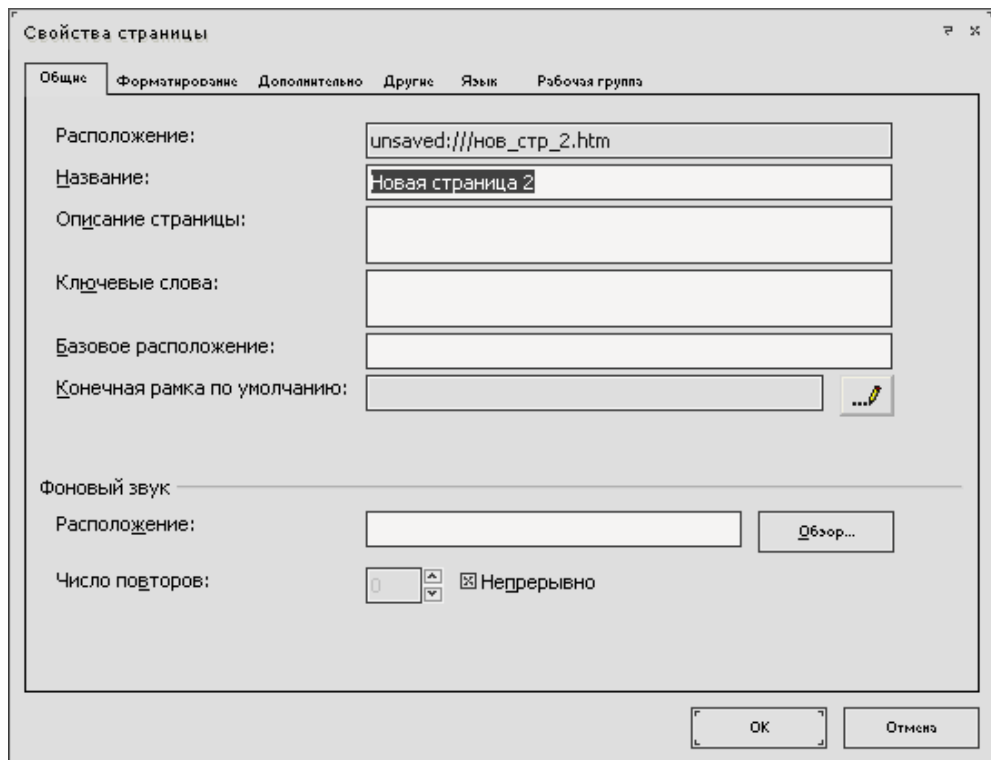 Свойства страницы
Общие Форматирование Дополнительно Другие Язык Рабочая группа
Расположение: unsaved:///нов_стр_2.htm
Название: Новая страница 2
Описание страницы:
Ключевые слова:
Базовое расположение:
Конечная рамка по умолчанию: ...
Фоновый звук
Расположение: Обзор...
Число повторов: 0 Непрерывно
ОК Отмена